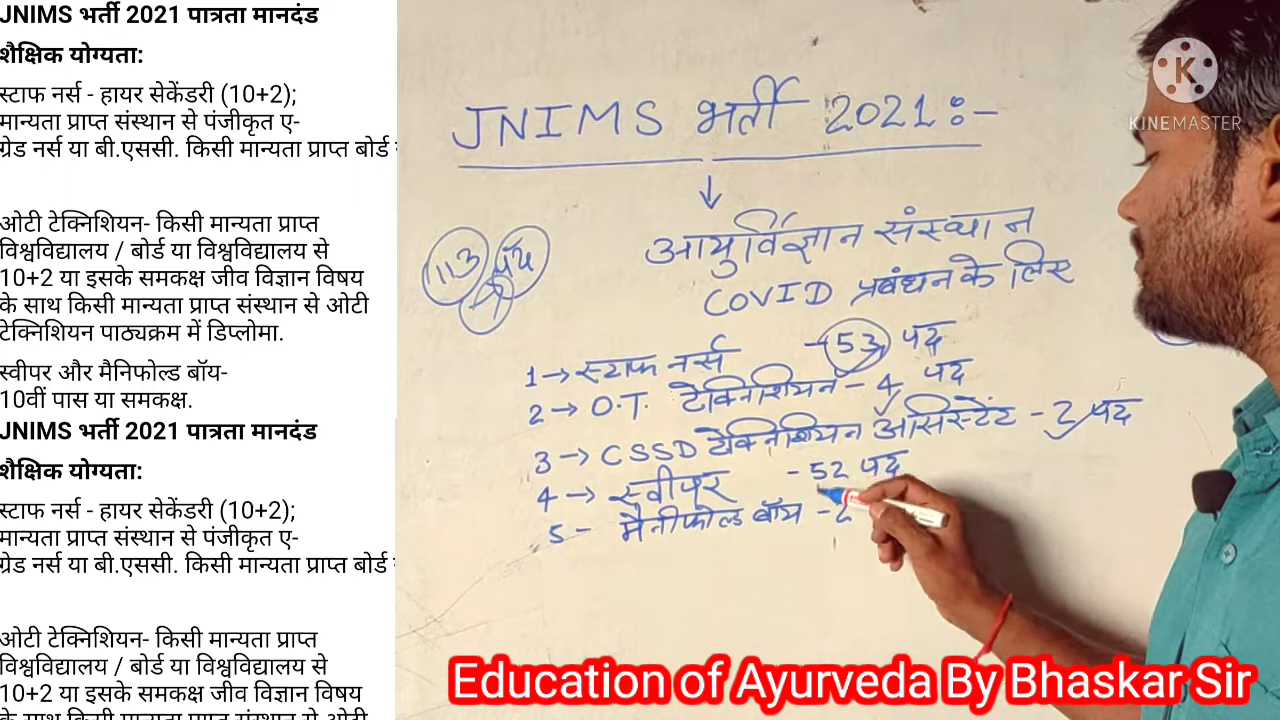 JNIMS भर्ती 2021 पात्रता मानदंड
शैक्षिक योग्यता:
स्टाफ नर्स - हायर सेकेंडरी (10+2);
मान्यता प्राप्त संस्थान से पंजीकृत ए-
ग्रेड नर्स या बी.एससी. किसी मान्यता प्राप्त बोर्ड
ओटी टेक्निशियन- किसी मान्यता प्राप्त
विश्वविद्यालय / बोर्ड या विश्वविद्यालय से
10+2 या इसके समकक्ष जीव विज्ञान विषय
के साथ किसी मान्यता प्राप्त संस्थान से ओटी
टेक्निशियन पाठ्यक्रम में डिप्लोमा.
स्वीपर और मैनिफोल्ड बॉय-
10वीं पास या समकक्ष.
JNIMS भर्ती 2021 पात्रता मानदंड
शैक्षिक योग्यता:
स्टाफ नर्स - हायर सेकेंडरी (10+2);
मान्यता प्राप्त संस्थान से पंजीकृत ए-
ग्रेड नर्स या बी.एससी. किसी मान्यता प्राप्त बोर्ड
ओटी टेक्निशियन- किसी मान्यता प्राप्त
विश्वविद्यालय / बोर्ड या विश्वविद्यालय से
10+2 या इसके समकक्ष जीव विज्ञान विषय
के साथ किसी मान्यता प्राप्त संस्थान से ओटी
JNIMS भर्ती 2021:-
113 पद
आयुर्विज्ञान संस्थान
COVID प्रबंधन के लिए
1→ स्टाफ नर्स - 53 पद
2→ O.T. टेक्निशियन - 4 पद
3→ CSSD टेक्निशियन असिस्टेंट - 2 पद
4→ स्वीपर - 52 पद
5- मैनीफोल्ड बॉय - 2
K
KINEMASTER
Education of Ayurveda By Bhaskar Sir